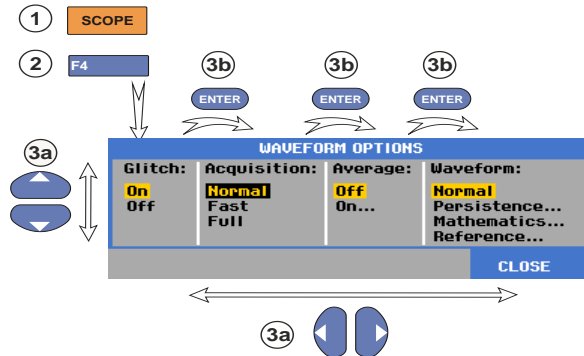 1 SCOPE
2 F4
3b 3b 3b
ENTER ENTER ENTER
3a
WAVEFORM OPTIONS
Glitch: Acquisition: Average: Waveform:
On Normal Off Normal
Off Fast On... Persistence...
Full Mathematics...
Reference...
CLOSE
3a